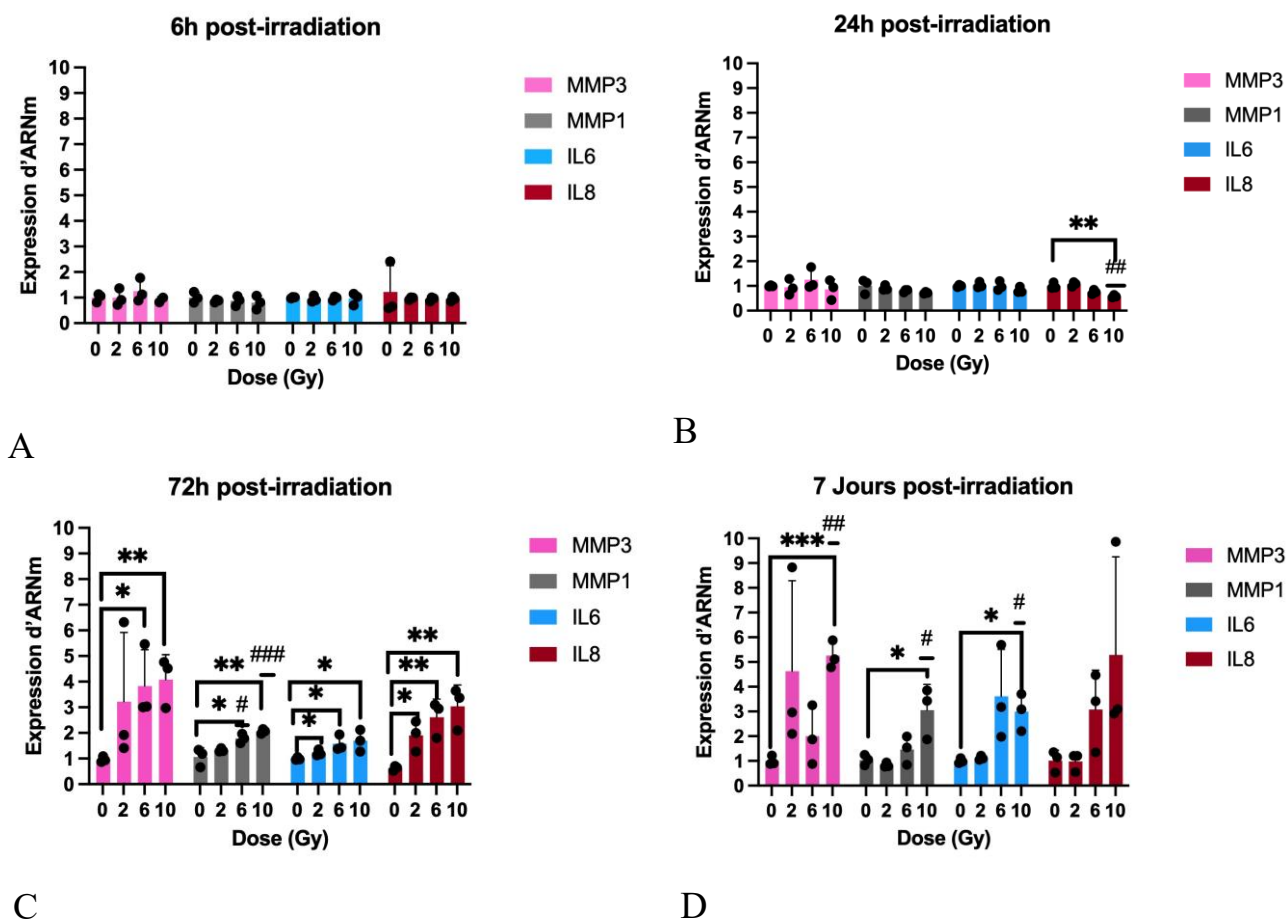 6h post-irradiation
Expression d'ARNm
10
9
8
7
6
5
4
3
2
1
0
0 2 6 10 0 2 6 10 0 2 6 10 0 2 6 10
Dose (Gy)
MMP3
MMP1
IL6
IL8
A
24h post-irradiation
Expression d'ARNm
10
9
8
7
6
5
4
3
2
1
0
**
##
0 2 6 10 0 2 6 10 0 2 6 10 0 2 6 10
Dose (Gy)
MMP3
MMP1
IL6
IL8
B
72h post-irradiation
Expression d'ARNm
10
9
8
7
6
5
4
3
2
1
0
**
*
** ###
* #
*
*
*
**
**
*
0 2 6 10 0 2 6 10 0 2 6 10 0 2 6 10
Dose (Gy)
MMP3
MMP1
IL6
IL8
C
7 Jours post-irradiation
Expression d'ARNm
10
9
8
7
6
5
4
3
2
1
0
##
***
#
*
#
*
0 2 6 10 0 2 6 10 0 2 6 10 0 2 6 10
Dose (Gy)
MMP3
MMP1
IL6
IL8
D